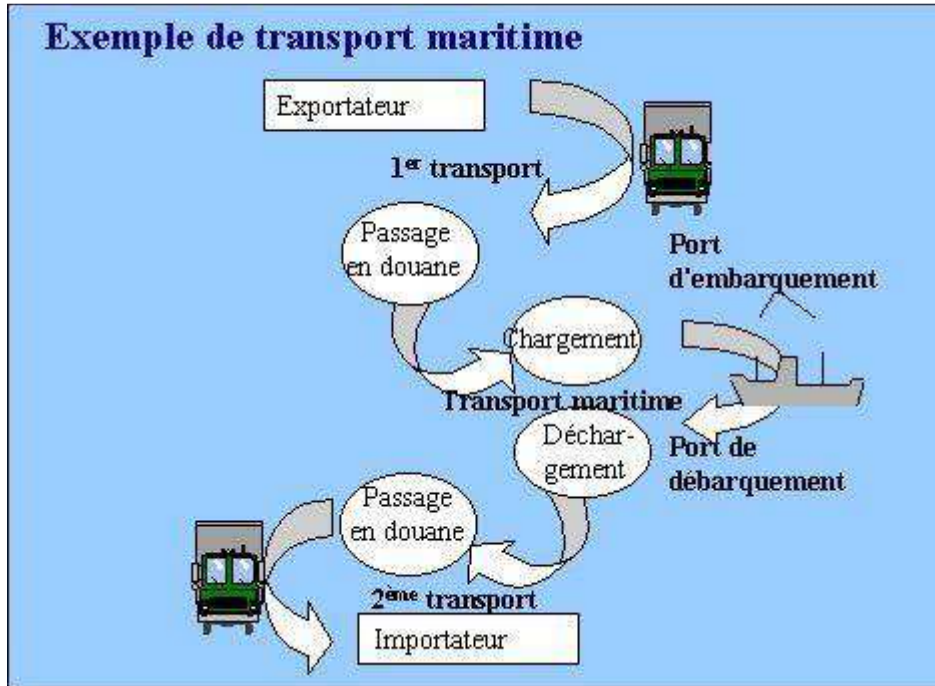 Exemple de transport maritime
Exportateur
1er transport
Passage
en douane
Port
d'embarquement
Chargement
Transport maritime
Déchar-
gement
Port de
débarquement
Passage
en douane
2ème transport
Importateur